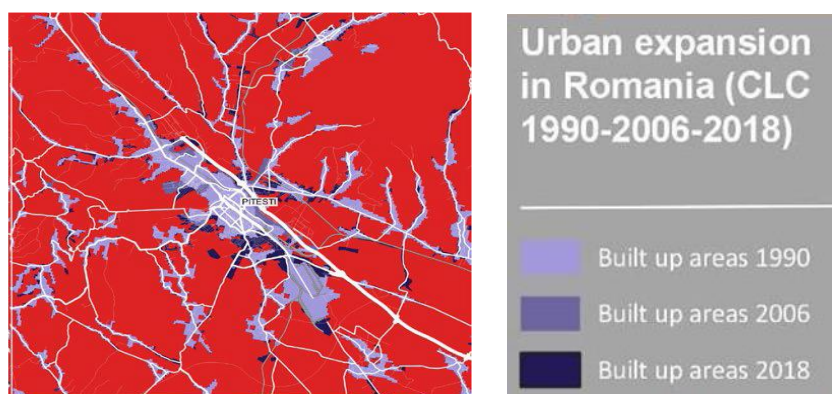 PITESTI
Urban expansion
in Romania (CLC
1990-2006-2018)
Built up areas 1990
Built up areas 2006
Built up areas 2018